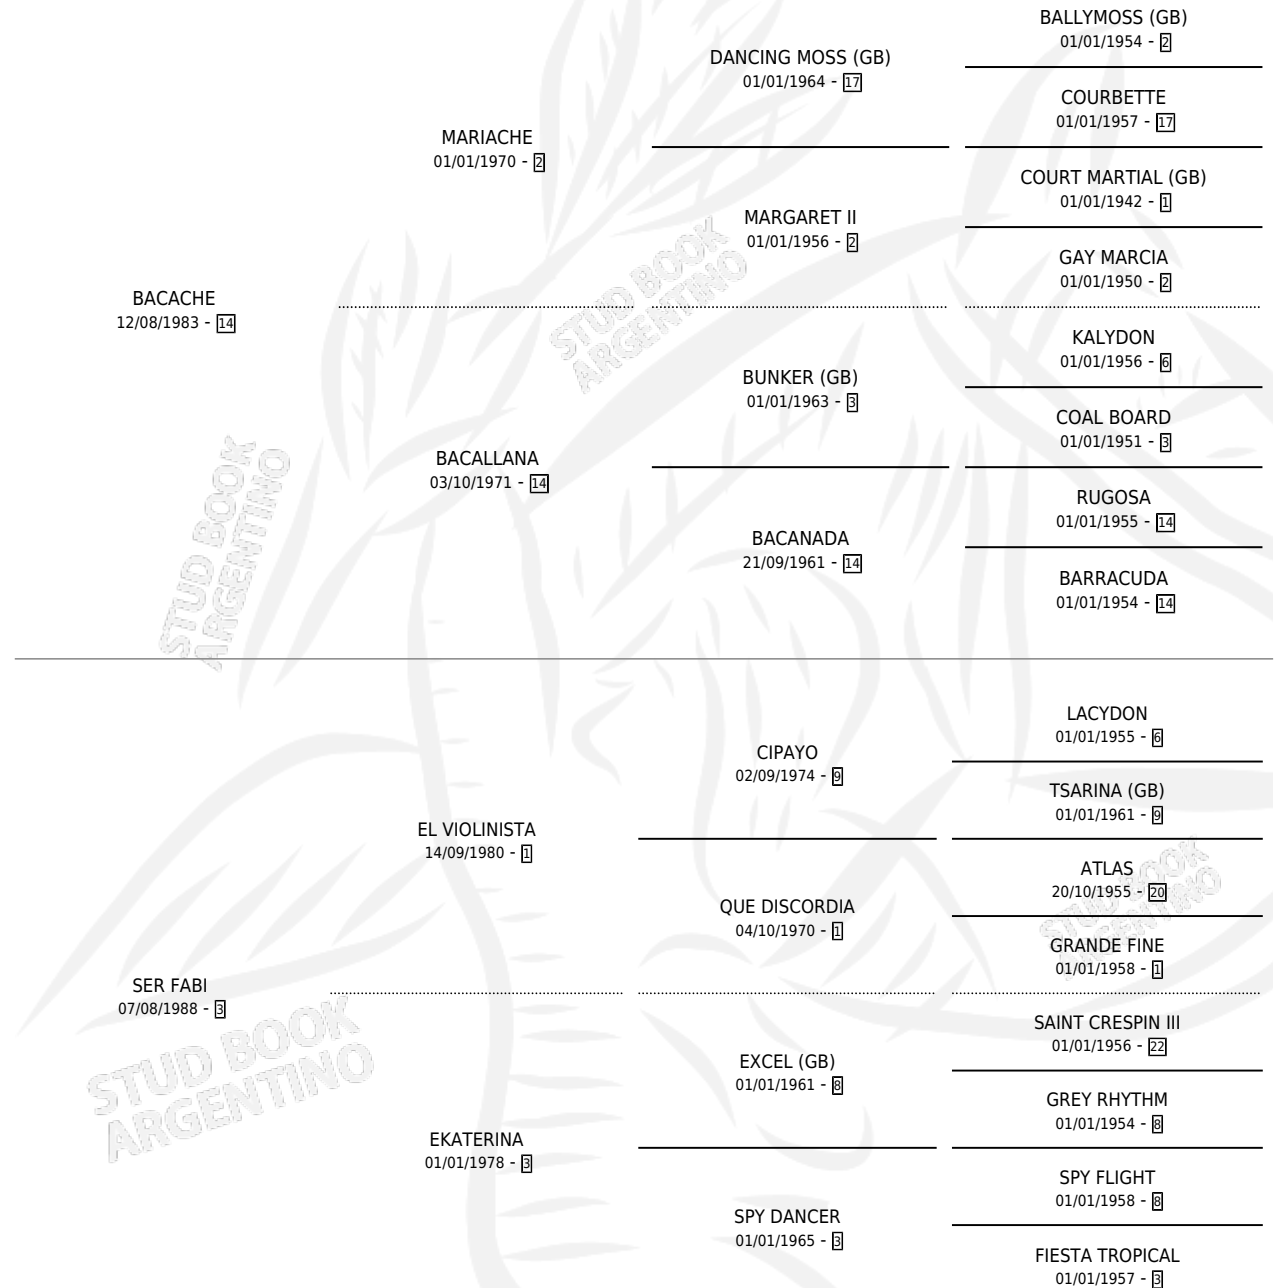 BALLYMOSS (GB)
01/01/1954 - 2
DANCING MOSS (GB)
01/01/1964 - 17
COURBETTE
01/01/1957 - 17
MARIACHE
01/01/1970 - 2
COURT MARTIAL (GB)
01/01/1942 - 1
MARGARET II
01/01/1956 - 2
GAY MARCIA
01/01/1950 - 2
BACACHE
12/08/1983 - 14
KALYDON
01/01/1956 - 6
BUNKER (GB)
01/01/1963 - 3
COAL BOARD
01/01/1951 - 3
BACALLANA
03/10/1971 - 14
RUGOSA
01/01/1955 - 14
BACANADA
21/09/1961 - 14
BARRACUDA
01/01/1954 - 14
LACYDON
01/01/1955 - 6
CIPAYO
02/09/1974 - 9
TSARINA (GB)
01/01/1961 - 9
EL VIOLINISTA
14/09/1980 - 1
ATLAS
20/10/1955 - 20
QUE DISCORDIA
04/10/1970 - 1
GRANDE FINE
01/01/1958 - 1
SER FABI
07/08/1988 - 3
SAINT CRESPIN III
01/01/1956 - 22
EXCEL (GB)
01/01/1961 - 8
GREY RHYTHM
01/01/1954 - 8
EKATERINA
01/01/1978 - 3
SPY FLIGHT
01/01/1958 - 8
SPY DANCER
01/01/1965 - 3
FIESTA TROPICAL
01/01/1957 - 3
STUD BOOK
ARGENTINO
STUD BOOK
ARGENTINO
STUD BOOK
ARGENTINO
STUD BOOK
ARGENTINO